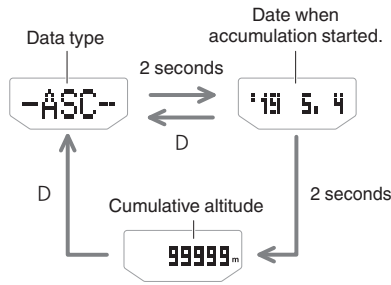 Data type
Date when
accumulation started.
2 seconds
-ASC--
'19 5. 4
D
D
2 seconds
Cumulative altitude
99999m